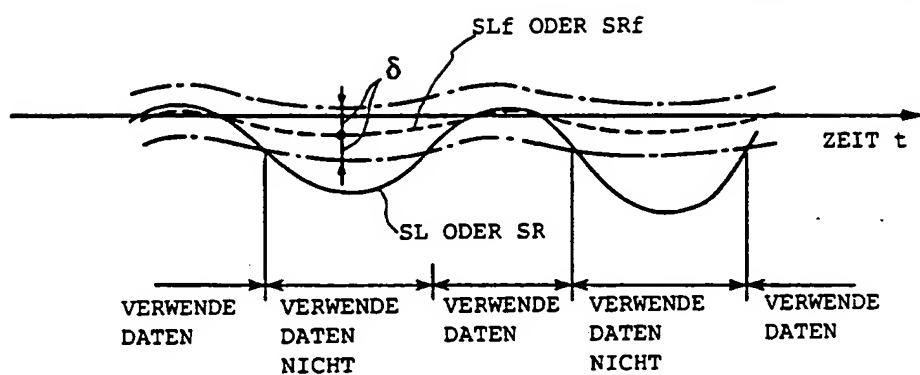 SLf ODER SRf
δ
ZEIT t
SL ODER SR
VERWENDE
DATEN
VERWENDE
DATEN
NICHT
VERWENDE
DATEN
VERWENDE
DATEN
NICHT
VERWENDE
DATEN